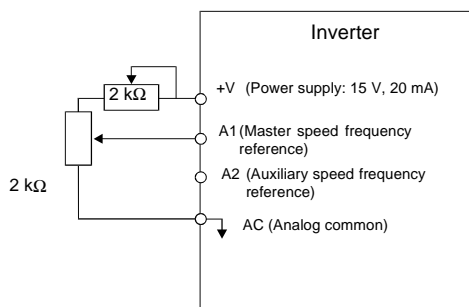 Inverter
2 kΩ
+V (Power supply: 15 V, 20 mA)
A1 (Master speed frequency
reference)
A2 (Auxiliary speed frequency
reference)
2 kΩ
AC (Analog common)